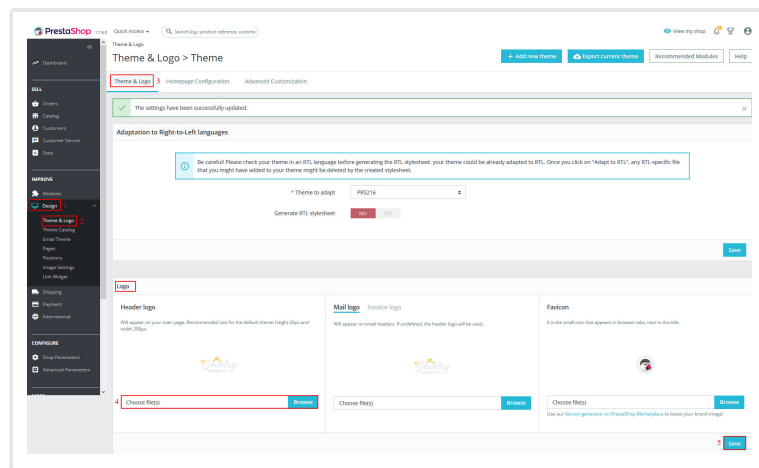 PrestaShop 1.7.6.0 Quick Access Search (e.g.: product reference, custome View my shop
Theme & Logo
Theme & Logo > Theme
+ Add new theme
Export current theme
Recommended Modules
Help
Theme & Logo 3 Homepage Configuration Advanced Customization
Dashboard
SELL
Orders
Catalog
Customers
Customer Service
Stats
IMPROVE
Modules
Design 1
Theme & Logo 2
Theme Catalog
Email Theme
Pages
Positions
Image Settings
Link Widget
Shipping
Payment
International
CONFIGURE
Shop Parameters
Advanced Parameters
The settings have been successfully updated.
Adaptation to Right-to-Left languages
Be careful! Please check your theme in an RTL language before generating the RTL stylesheet: your theme could be already adapted to RTL. Once you click on "Adapt to RTL", any RTL-specific file
that you might have added to your theme might be deleted by the created stylesheet.
* Theme to adapt PRS216
Generate RTL stylesheet NO YES
Save
Logo
Header logo
Will appear on your main page. Recommended size for the default theme: height 40px and
width 200px.
4 Choose file(s) Browse
Mail logo Invoice logo
Will appear on email headers. If undefined, the header logo will be used.
Choose file(s) Browse
Favicon
It is the small icon that appears in browser tabs, next to the title.
Choose file(s) Browse
Use our favicon generator on PrestaShop Marketplace to boost your brand image!
5 Save